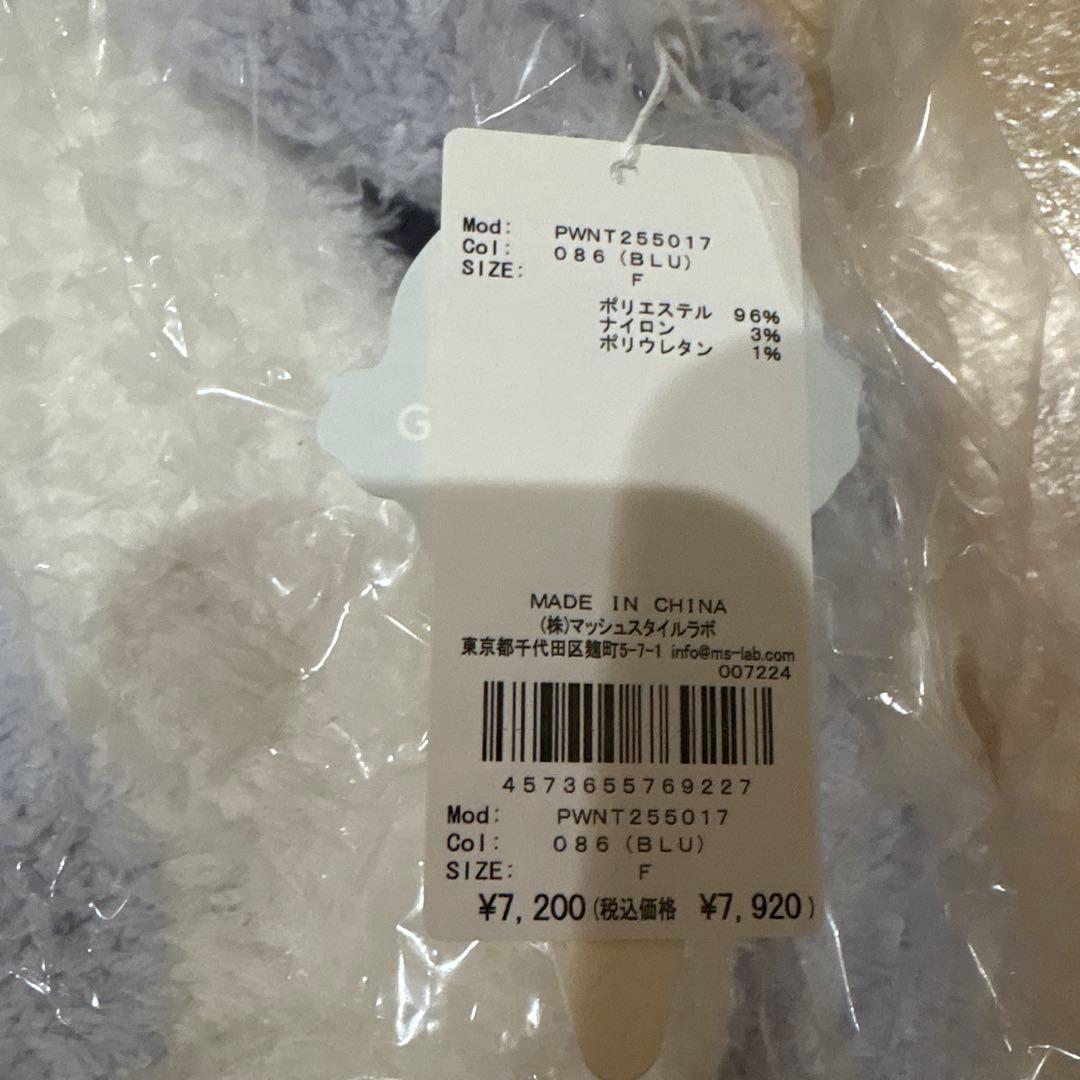 Mod: PWNT255017
Col: 086(BLU)
SIZE: F
ポリエステル 96%
ナイロン 3%
ポリウレタン 1%
G
MADE IN CHINA
(株)マッシュスタイルラボ
東京都千代田区麹町5-7-1 info@ms-lab.com
007224
4573655769227
Mod: PWNT255017
Col: 086(BLU)
SIZE: F
¥7,200(税込価格 ¥7,920)